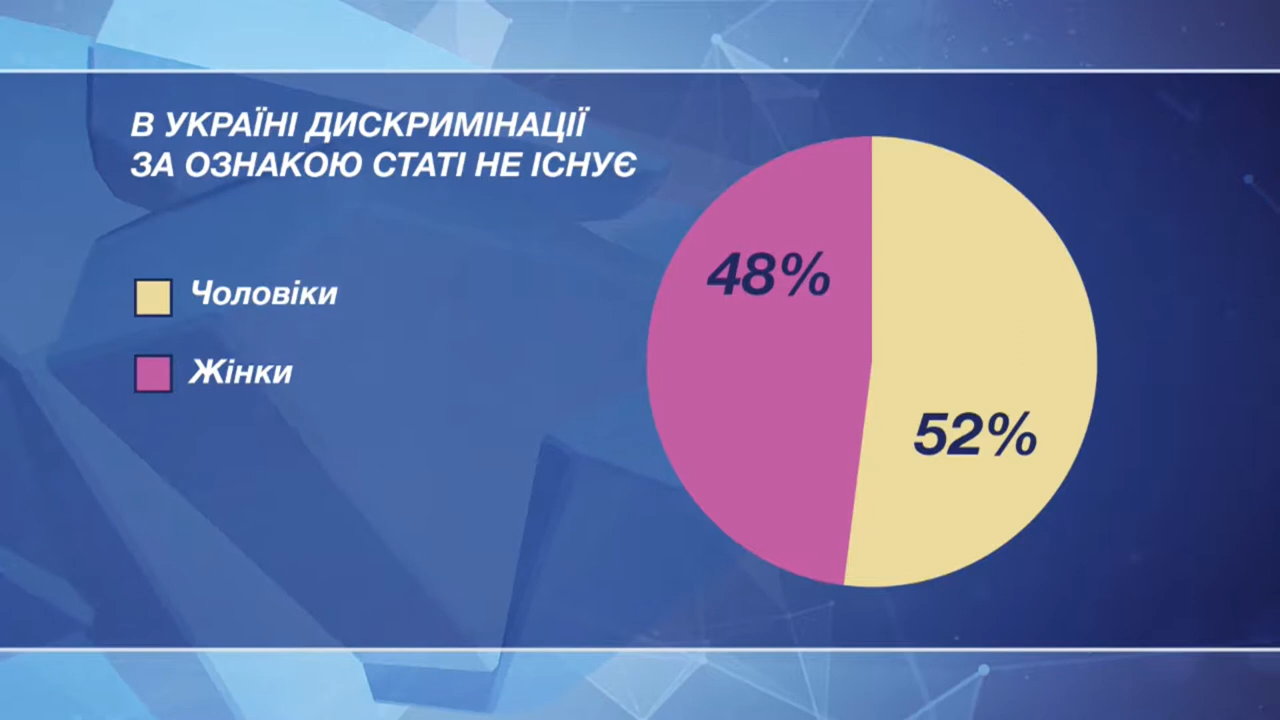 В УКРАЇНІ ДИСКРИМІНАЦІЇ
ЗА ОЗНАКОЮ СТАТІ НЕ ІСНУЄ
Чоловіки
Жінки
48%
52%